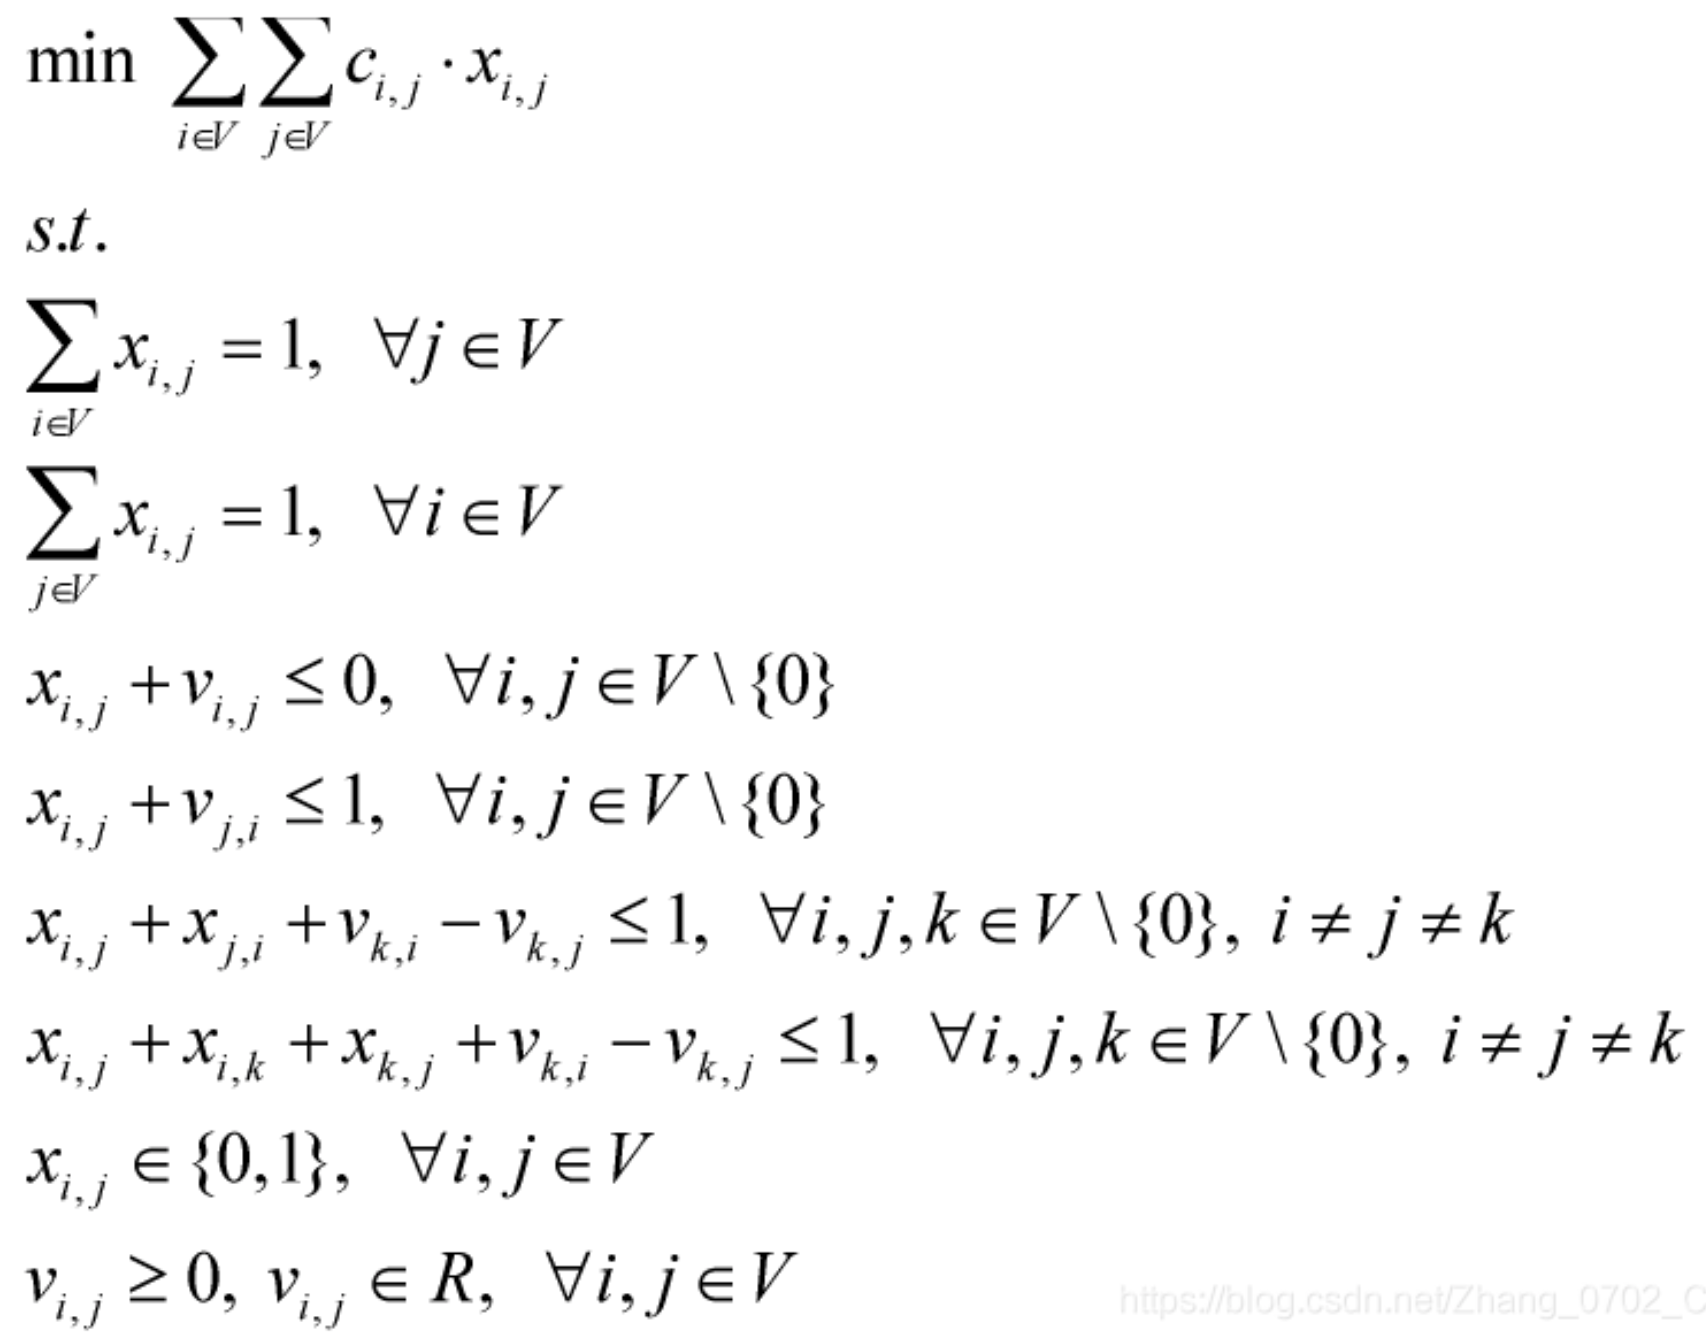 min ∑_{i∈V} ∑_{j∈V} c_{i,j} · x_{i,j}
s.t.
∑_{i∈V} x_{i,j} = 1, ∀j ∈ V
∑_{j∈V} x_{i,j} = 1, ∀i ∈ V
x_{i,j} + v_{i,j} ≤ 0, ∀i, j ∈ V \ {0}
x_{i,j} + v_{j,i} ≤ 1, ∀i, j ∈ V \ {0}
x_{i,j} + x_{j,i} + v_{k,i} − v_{k,j} ≤ 1, ∀i, j, k ∈ V \ {0}, i ≠ j ≠ k
x_{i,j} + x_{i,k} + x_{k,j} + v_{k,i} − v_{k,j} ≤ 1, ∀i, j, k ∈ V \ {0}, i ≠ j ≠ k
x_{i,j} ∈ {0,1}, ∀i, j ∈ V
v_{i,j} ≥ 0, v_{i,j} ∈ R, ∀i, j ∈ V
https://blog.csdn.net/Zhang_0702_C